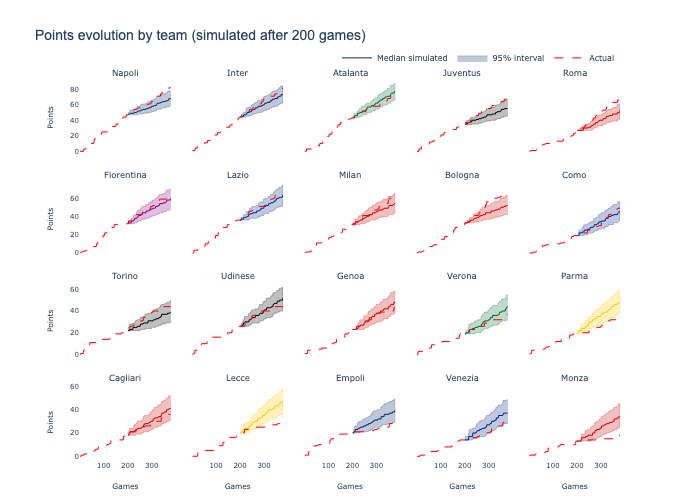 Points evolution by team (simulated after 200 games)
Median simulated 95% interval Actual
Napoli Inter Atalanta Juventus Roma
80
60
40
20
0
Points
Fiorentina Lazio Milan Bologna Como
60
40
20
0
Points
Torino Udinese Genoa Verona Parma
60
40
20
0
Points
Cagliari Lecce Empoli Venezia Monza
60
40
20
0
Points
100 200 300 100 200 300 100 200 300 100 200 300 100 200 300
Games Games Games Games Games